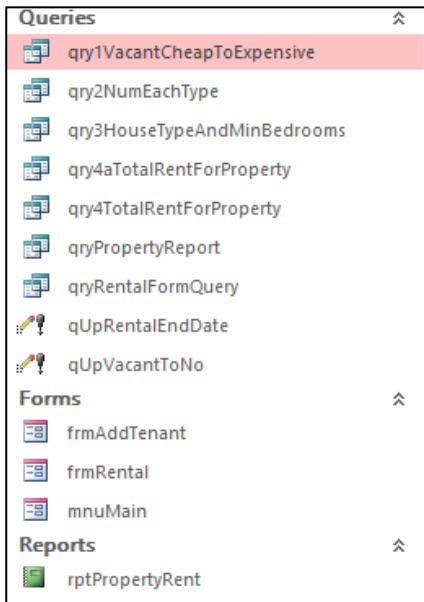 Queries
qry1VacantCheapToExpensive
qry2NumEachType
qry3HouseTypeAndMinBedrooms
qry4aTotalRentForProperty
qry4TotalRentForProperty
qryPropertyReport
qryRentalFormQuery
qUpRentalEndDate
qUpVacantToNo
Forms
frmAddTenant
frmRental
mnuMain
Reports
rptPropertyRent